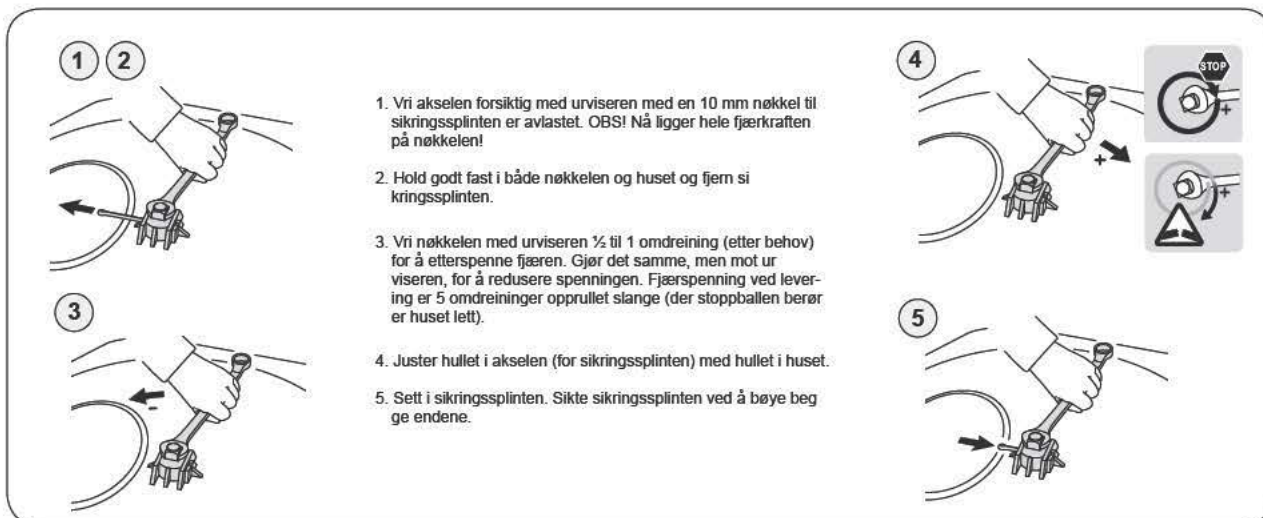 1 2
1. Vri akselen forsiktig med urviseren med en 10 mm nøkkel til
sikringssplinten er avlastet. OBS! Nå ligger hele fjærkraften
på nøkkelen!
2. Hold godt fast i både nøkkelen og huset og fjern si
kringssplinten.
3. Vri nøkkelen med urviseren ½ til 1 omdreining (etter behov)
for å etterspenne fjæren. Gjør det samme, men mot ur
viseren, for å redusere spenningen. Fjærspenning ved lever-
ing er 5 omdreininger opprullet slange (der stoppballen berør
er huset lett).
4. Juster hullet i akselen (for sikringssplinten) med hullet i huset.
5. Sett i sikringssplinten. Sikte sikringssplinten ved å bøye beg
ge endene.
3
-
4
+
STOP
+
+
5